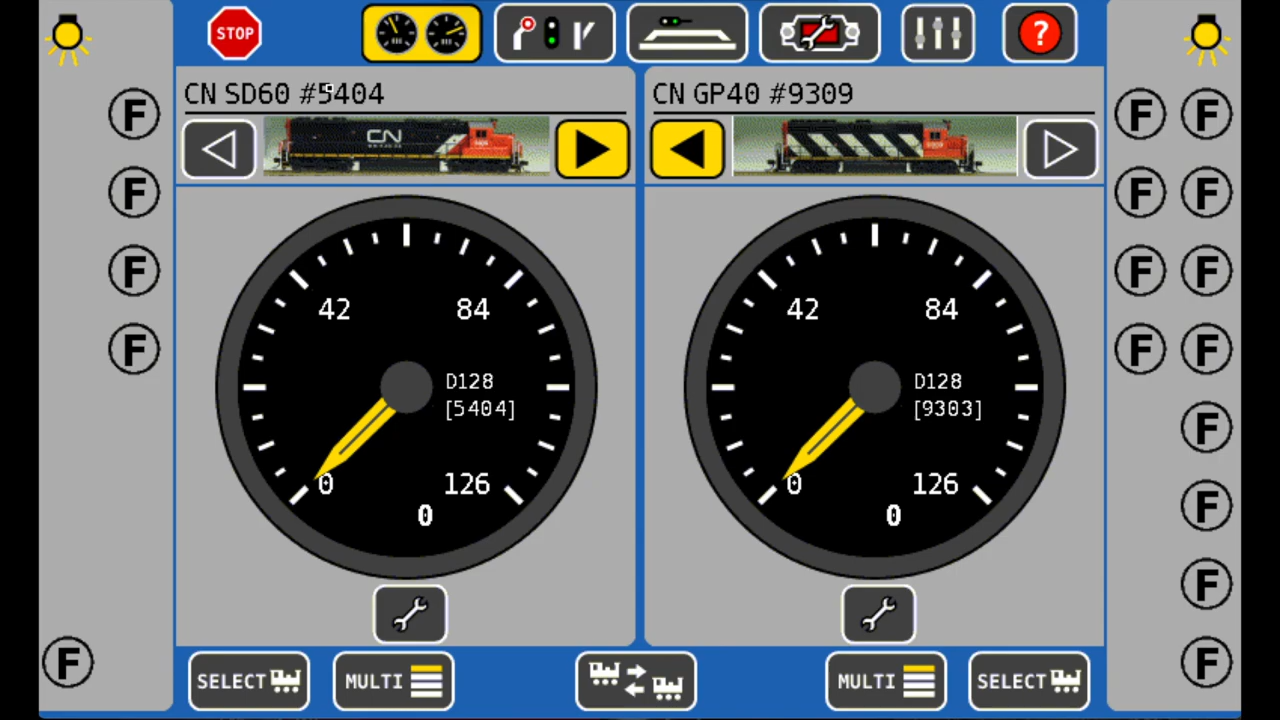 STOP
?
CN SD60 #5404
CN GP40 #9309
CN
F
F
F
F
F
F F
F F
F F
F F
F
F
F
F
42 84
D128
[5404]
0 126
0
42 84
D128
[9303]
0 126
0
SELECT
MULTI
MULTI
SELECT